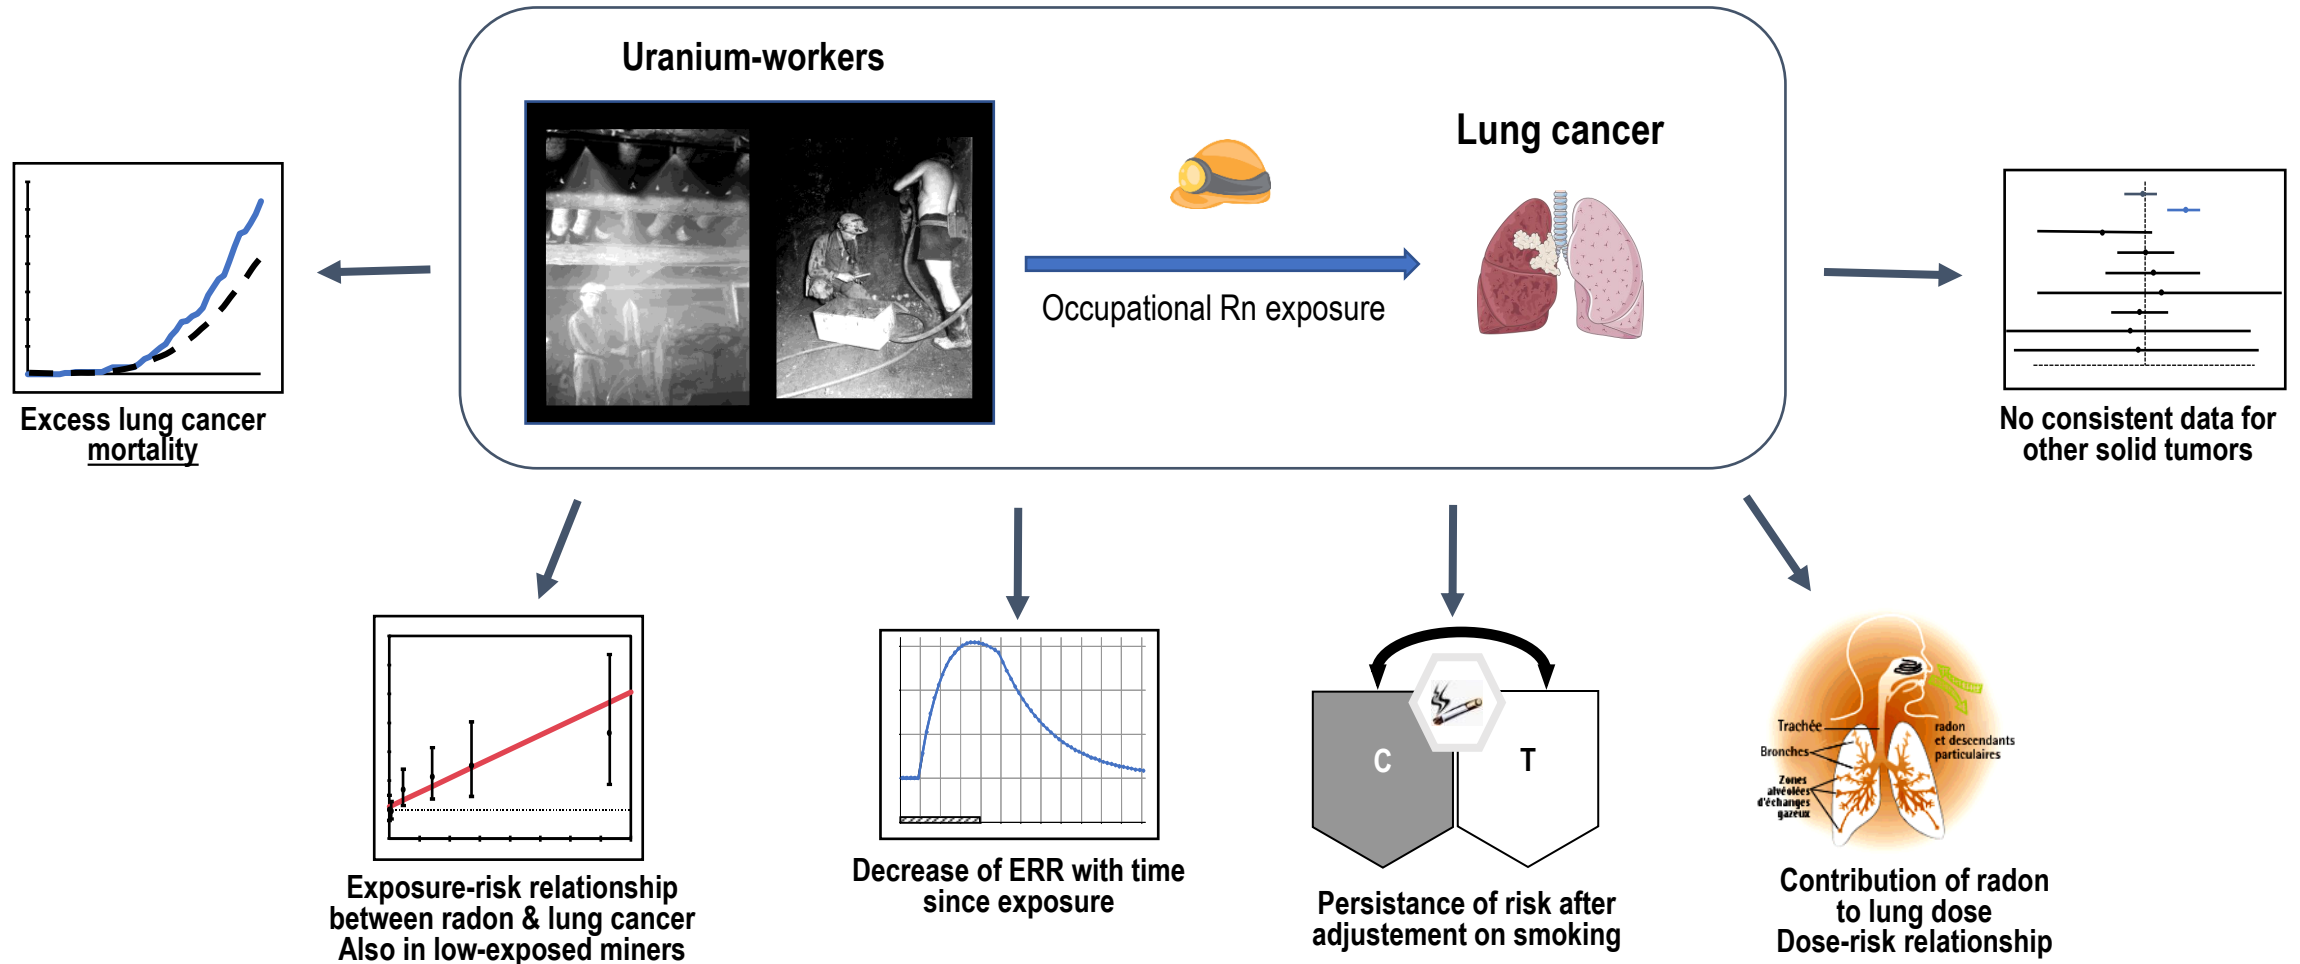 Uranium-workers
Lung cancer
Occupational Rn exposure
Excess lung cancer
mortality
No consistent data for
other solid tumors
Exposure-risk relationship
between radon & lung cancer
Also in low-exposed miners
Decrease of ERR with time
since exposure
C
T
Persistance of risk after
adjustement on smoking
Trachée
Bronches
Zones
alvéolées
d'échanges
gazeux
radon
et descendants
particulaires
Contribution of radon
to lung dose
Dose-risk relationship